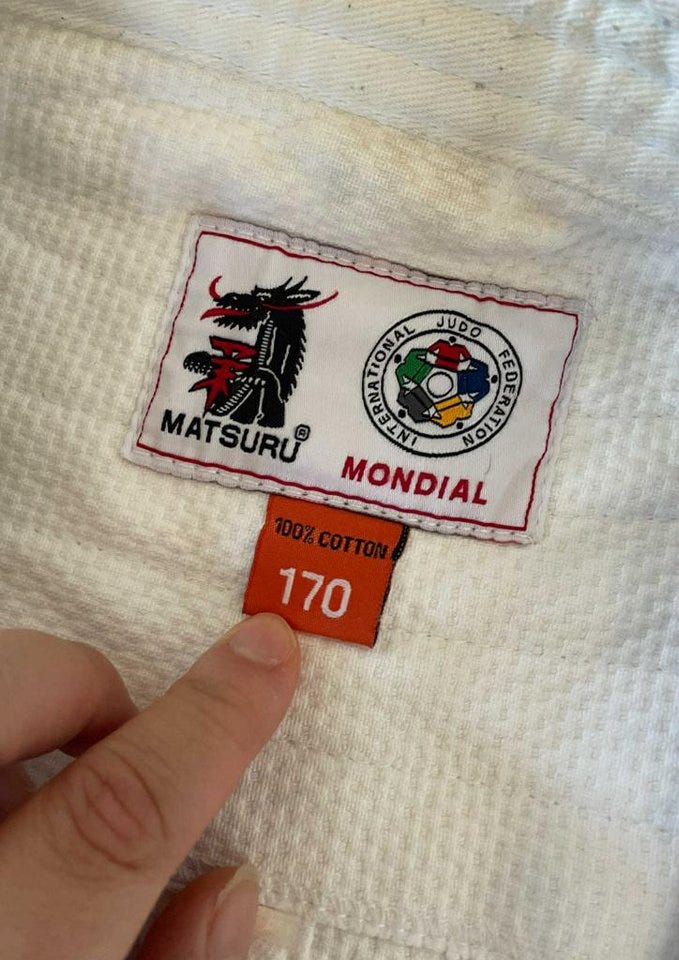 MATSURU®
INTERNATIONAL JUDO FEDERATION
MONDIAL
100% COTTON
170